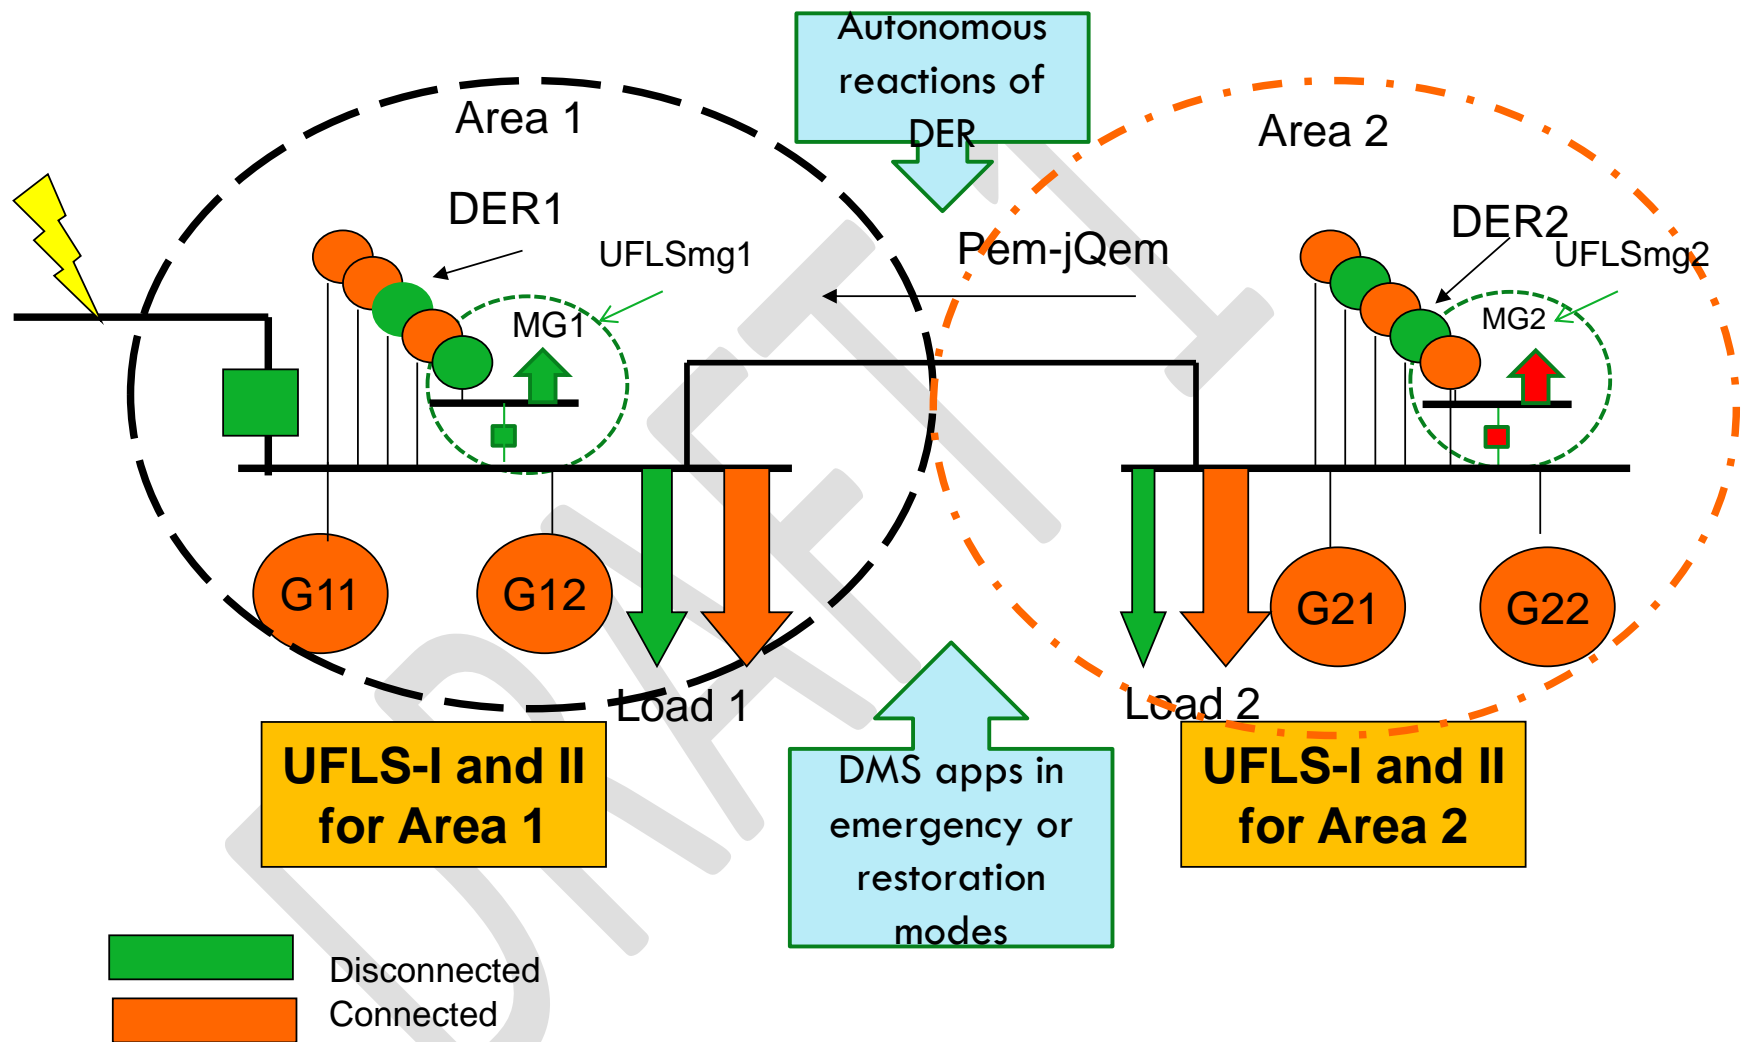 Autonomous
reactions of
DER
Area 1
Area 2
DER1
DER2
UFLSmg1
Pem-jQem
UFLSmg2
MG1
MG2
G11
G12
G21
G22
Load 1
Load 2
UFLS-I and II
for Area 1
DMS apps in
emergency or
restoration
modes
UFLS-I and II
for Area 2
Disconnected
Connected
DRAFT 1